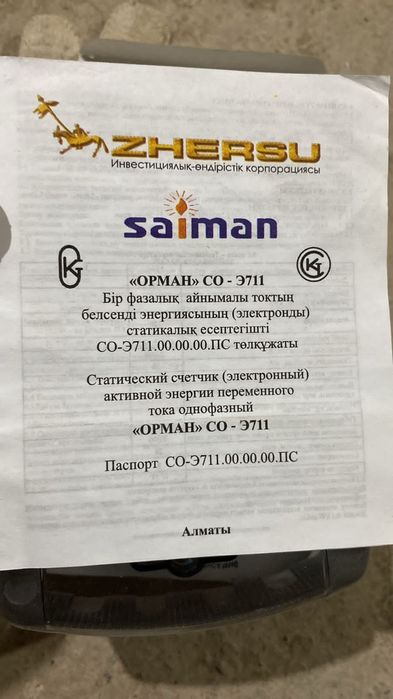 ZHERSU
Инвестициялық-өндірістік корпорациясы
saiman
«ОРМАН» СО - Э711
Бір фазалық айнымалы токтың
белсенді энергиясының (электронды)
статикалық есептегішті
СО-Э711.00.00.00.ПС төлқұжаты
Статический счетчик (электронный)
активной энергии переменного
тока однофазный
«ОРМАН» СО - Э711
Паспорт СО-Э711.00.00.00.ПС
Алматы